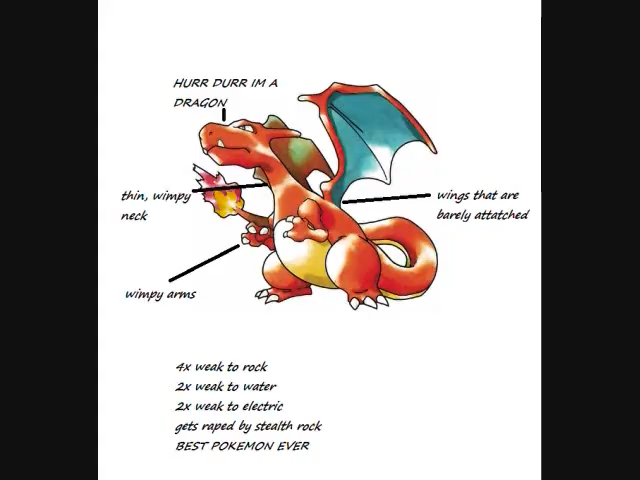 HURR DURR IM A
DRAGON
thin, wimpy
neck
wings that are
barely attatched
wimpy arms
4x weak to rock
2x weak to water
2x weak to electric
gets raped by stealth rock
BEST POKEMON EVER